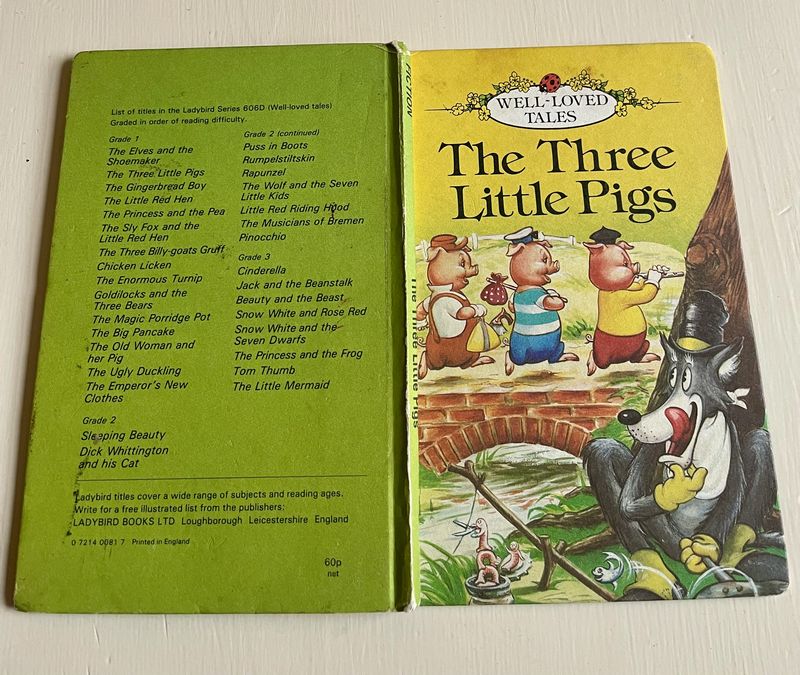 List of titles in the Ladybird Series 606D (Well-loved tales)
Graded in order of reading difficulty.
Grade 1
The Elves and the
Shoemaker
The Three Little Pigs
The Gingerbread Boy
The Little Red Hen
The Princess and the Pea
The Sly Fox and the
Little Red Hen
The Three Billy-goats Gruff
Chicken Licken
The Enormous Turnip
Goldilocks and the
Three Bears
The Magic Porridge Pot
The Big Pancake
The Old Woman and
her Pig
The Ugly Duckling
The Emperor's New
Clothes
Grade 2
Sleeping Beauty
Dick Whittington
and his Cat
Grade 2 (continued)
Puss in Boots
Rumpelstiltskin
Rapunzel
The Wolf and the Seven
Little Kids
Little Red Riding Hood
The Musicians of Bremen
Pinocchio
Grade 3
Cinderella
Jack and the Beanstalk
Beauty and the Beast
Snow White and Rose Red
Snow White and the
Seven Dwarfs
The Princess and the Frog
Tom Thumb
The Little Mermaid
Ladybird titles cover a wide range of subjects and reading ages.
Write for a free illustrated list from the publishers:
LADYBIRD BOOKS LTD Loughborough Leicestershire England
0 7214 0081 7 Printed in England
60p
net
FICTION
The Three Little Pigs
WELL-LOVED
TALES
The Three
Little Pigs